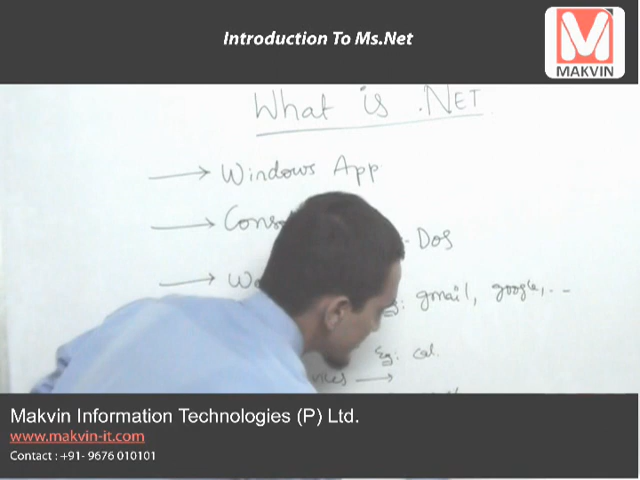 Introduction To Ms.Net
MAKVIN
What is .NET
Windows App
Dos
gmail, google, ...
Eg: cal.
Makvin Information Technologies (P) Ltd.
www.makvin-it.com
Contact : +91- 9676 010101